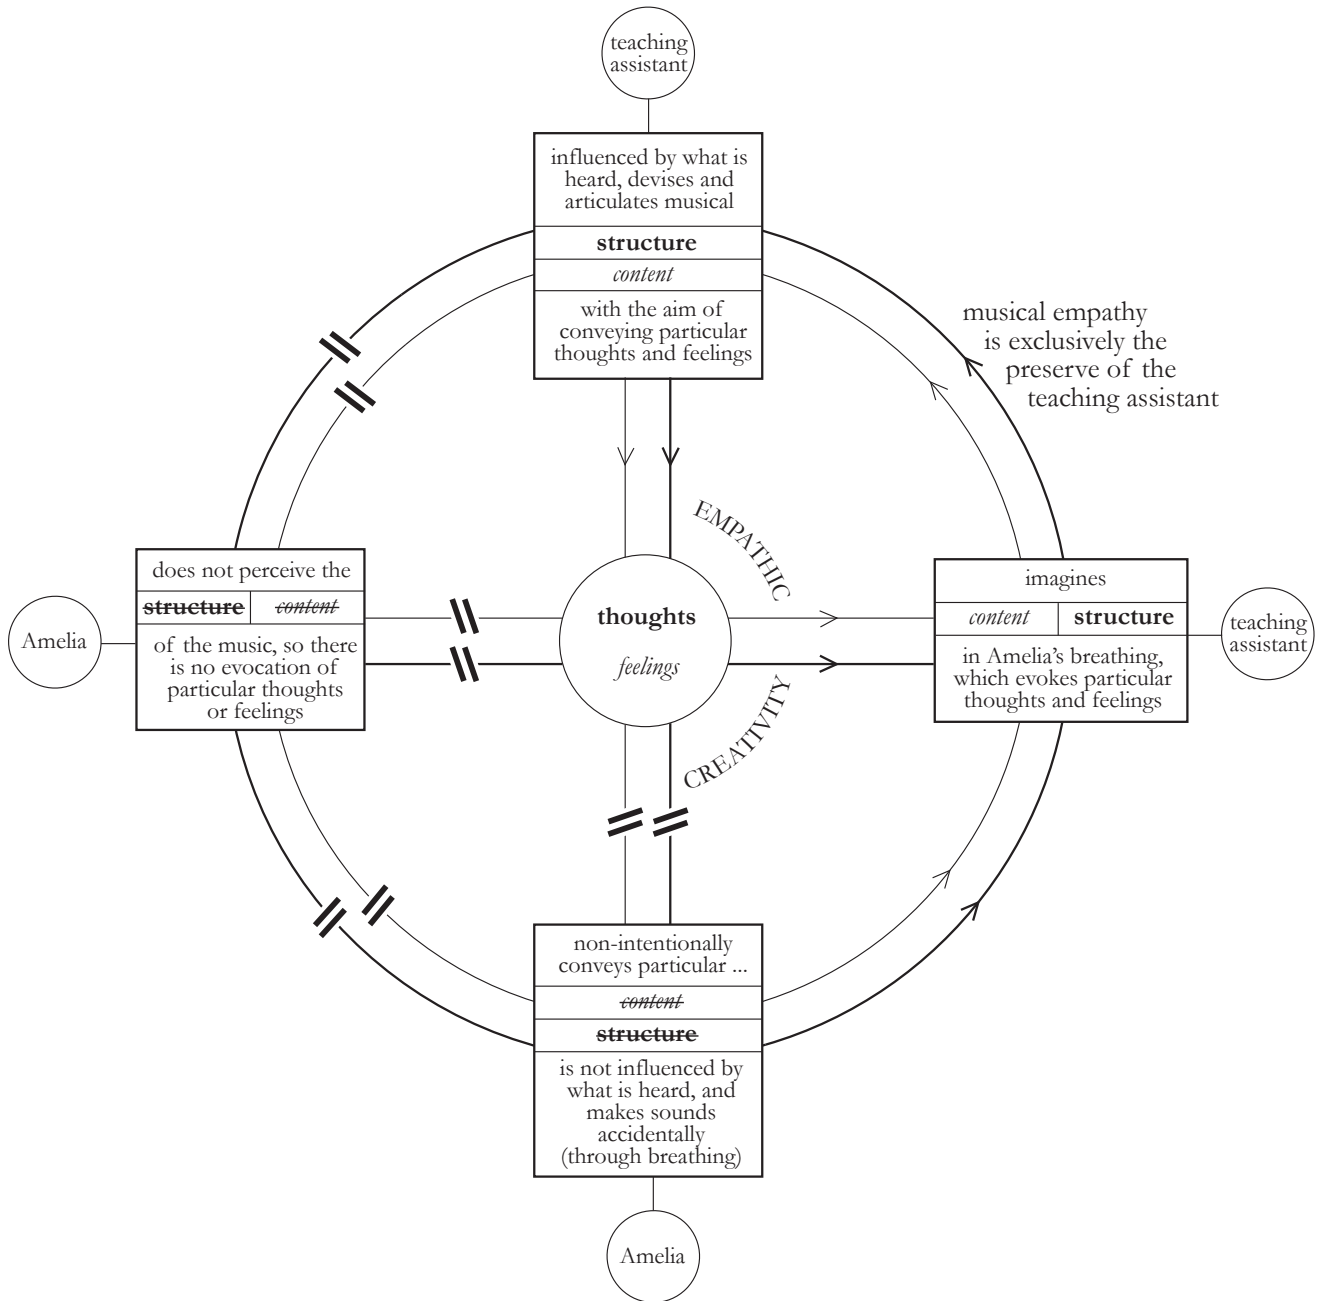 teaching
assistant
influenced by what is
heard, devises and
articulates musical
structure
content
with the aim of
conveying particular
thoughts and feelings
musical empathy
is exclusively the
preserve of the
teaching assistant
EMPATHIC
CREATIVITY
Amelia
does not perceive the
structure content
of the music, so there
is no evocation of
particular thoughts
or feelings
thoughts
feelings
imagines
content structure
in Amelia's breathing,
which evokes particular
thoughts and feelings
teaching
assistant
non-intentionally
conveys particular ...
content
structure
is not influenced by
what is heard, and
makes sounds
accidentally
(through breathing)
Amelia